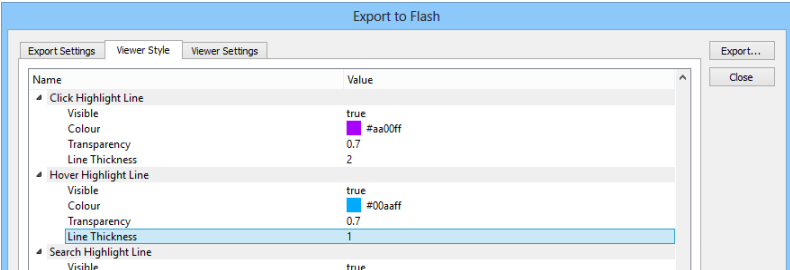 Export to Flash
Export Settings Viewer Style Viewer Settings Export...
Close
Name Value
Click Highlight Line
Visible true
Colour #aa00ff
Transparency 0.7
Line Thickness 2
Hover Highlight Line
Visible true
Colour #00aaff
Transparency 0.7
Line Thickness 1
Search Highlight Line
Visible true